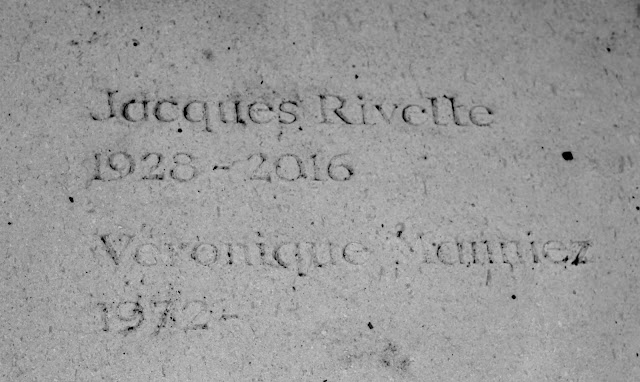 Jacques Rivette
1928 - 2016
Véronique Manniez
1972 -